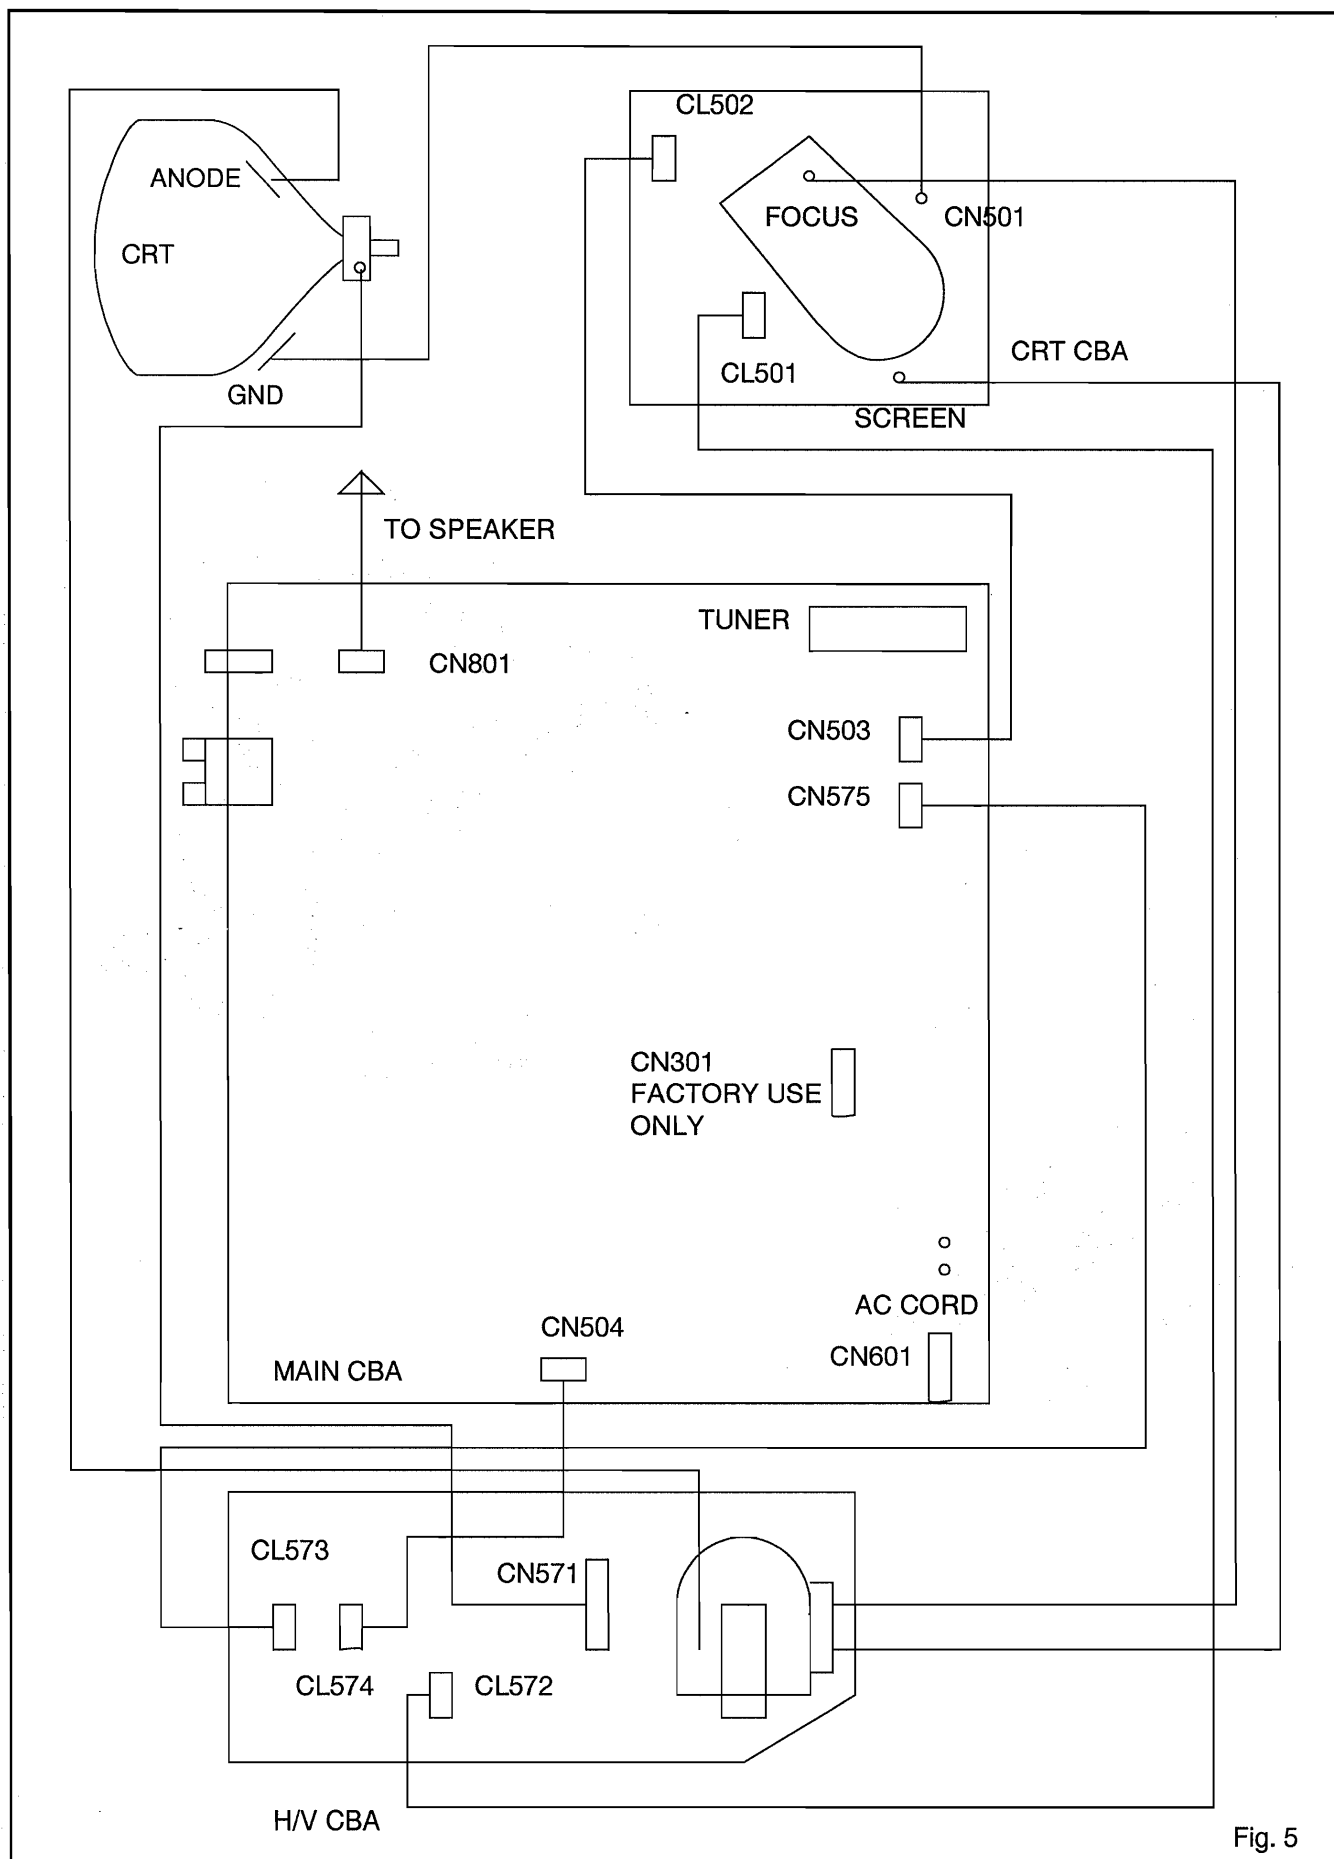 CL502
ANODE
FOCUS
CN501
CRT
CRT CBA
CL501
GND
SCREEN
TO SPEAKER
TUNER
CN801
CN503
CN575
CN301
FACTORY USE
ONLY
AC CORD
CN504
CN601
MAIN CBA
CL573
CN571
CL574
CL572
H/V CBA
Fig. 5